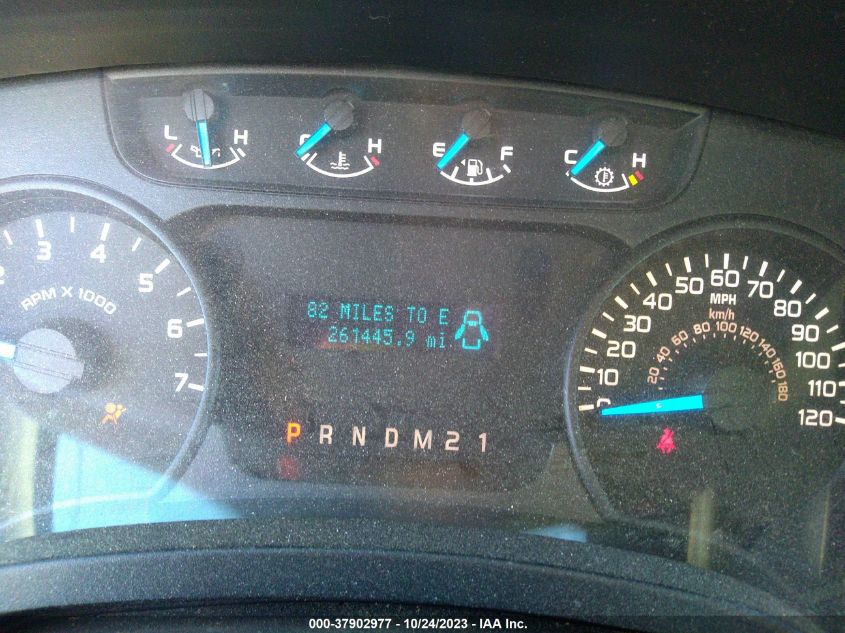 L H
C H
E F
C H
2 3 4 5 6 7
RPM X 1000
82 MILES TO E
261445.9 mi
P R N D M 2 1
0 10 20 30 40 50 60 70 80 90 100 110 120
MPH
km/h
20 40 60 80 100 120 140 160 180
000-37902977 - 10/24/2023 - IAA Inc.